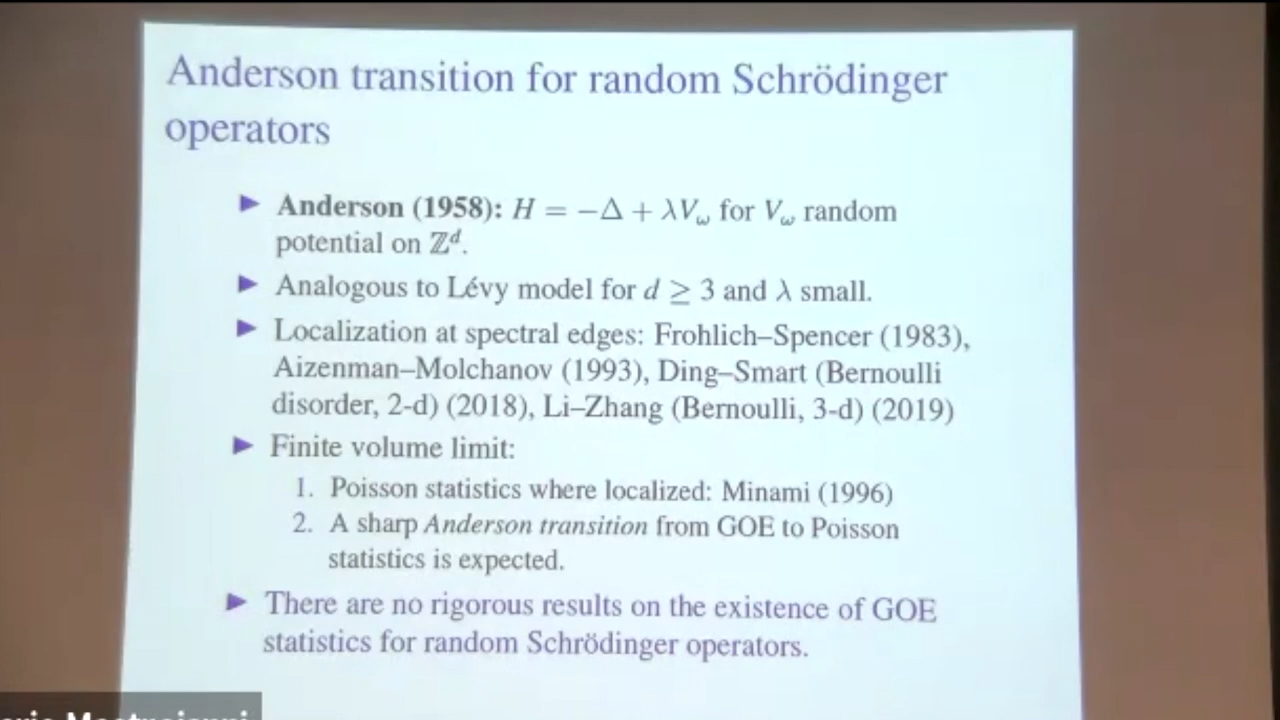 Anderson transition for random Schrödinger
operators
▶ Anderson (1958): H = −Δ + λV_ω for V_ω random
potential on ℤ^d.
▶ Analogous to Lévy model for d ≥ 3 and λ small.
▶ Localization at spectral edges: Frohlich–Spencer (1983),
Aizenman–Molchanov (1993), Ding–Smart (Bernoulli
disorder, 2-d) (2018), Li–Zhang (Bernoulli, 3-d) (2019)
▶ Finite volume limit:
1. Poisson statistics where localized: Minami (1996)
2. A sharp Anderson transition from GOE to Poisson
statistics is expected.
▶ There are no rigorous results on the existence of GOE
statistics for random Schrödinger operators.